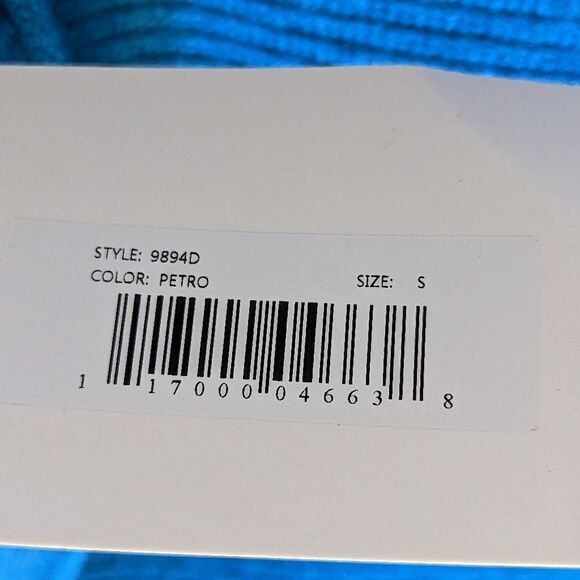 STYLE: 9894D
COLOR: PETRO SIZE: S
1 17000 04663 8